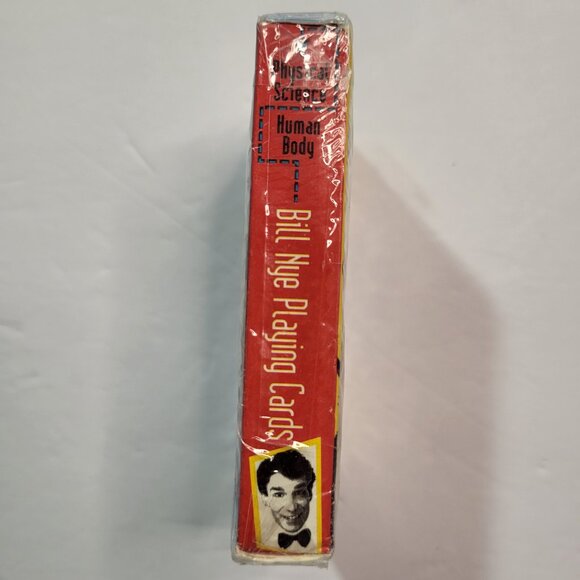 Physical
Science
Human
Body
Bill Nye Playing Cards